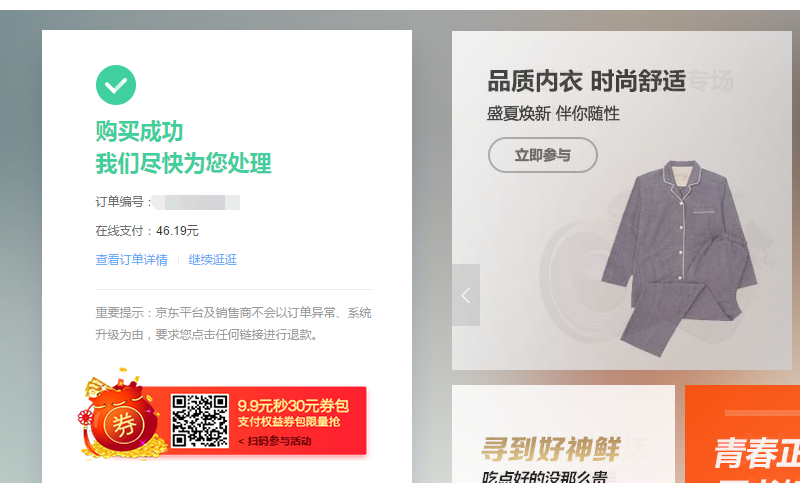 购买成功
我们尽快为您处理
订单编号：
在线支付：46.19元
查看订单详情 | 继续逛逛
重要提示：京东平台及销售商不会以订单异常、系统
升级为由，要求您点击任何链接进行退款。
券
9.9元秒30元券包
支付权益券包限量抢
< 扫码参与活动
品质内衣 时尚舒适
专场
盛夏焕新 伴你随性
立即参与
寻到好神鲜
吃点好的没那么贵
青春正